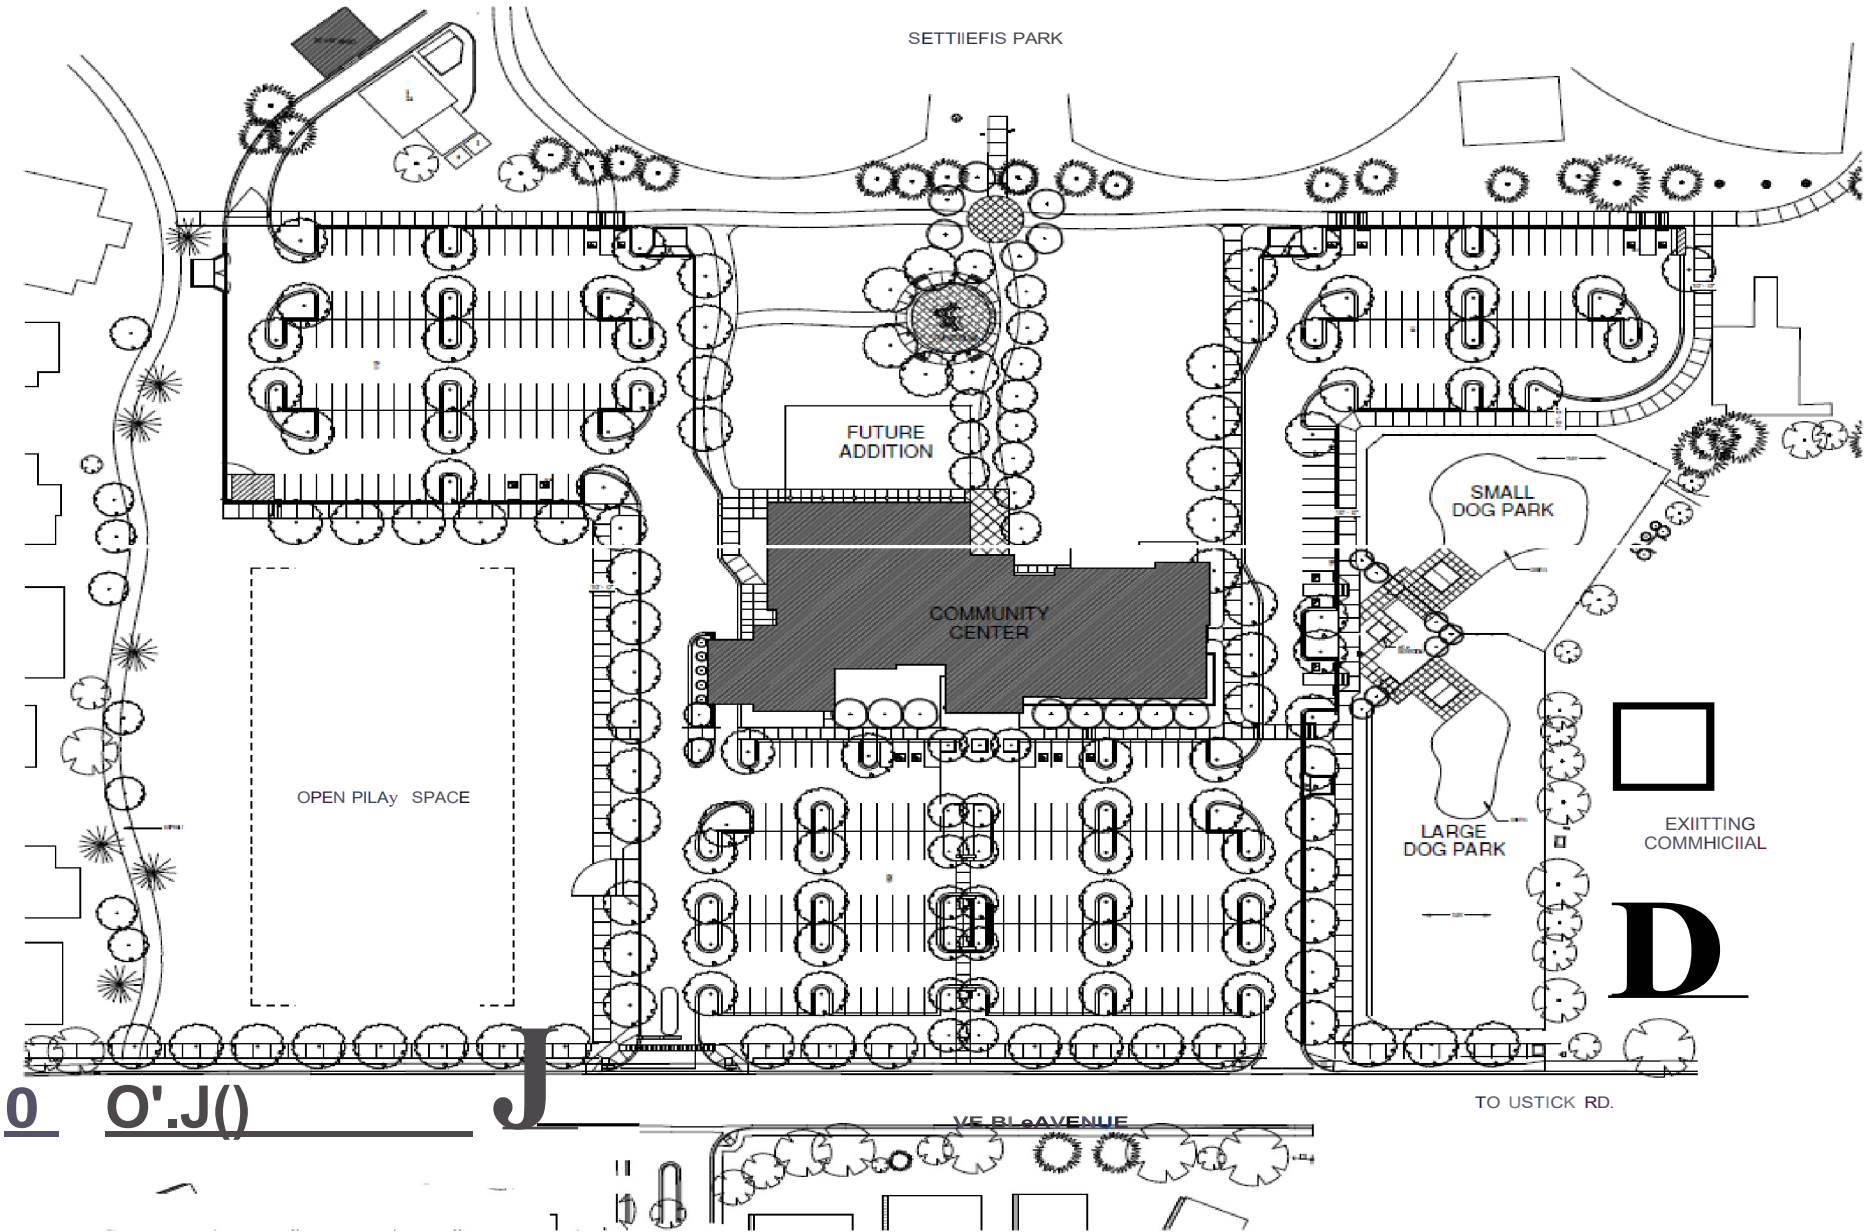 SETTIIEFIS PARK
FUTURE
ADDITION
SMALL
DOG PARK
COMMUNITY
CENTER
OPEN PILAy SPACE
LARGE
DOG PARK
EXIITTING
COMMHICIIAL
D
J
0 O'.J()
TO USTICK RD.
VE.BLeAVENUE